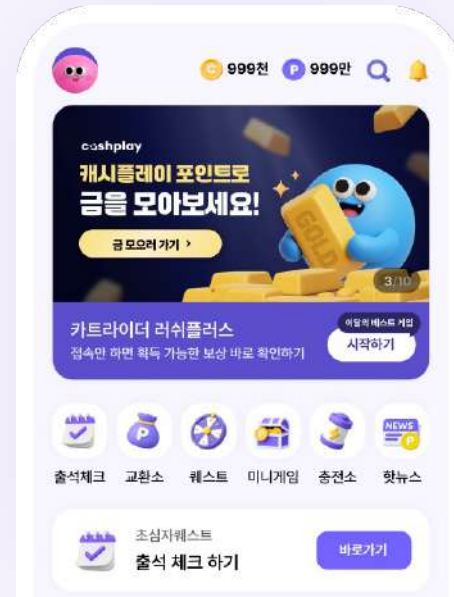 C 999천 P 999만
cashplay
캐시플레이 포인트로
금을 모아보세요!
금 모으러 가기 >
GOLD
3/10
카트라이더 러쉬플러스
접속만 하면 획득 가능한 보상 바로 확인하기
이달의 베스트 게임
시작하기
P
NEWS
P
출석체크 교환소 퀘스트 미니게임 충전소 핫뉴스
초심자퀘스트
출석 체크 하기
바로가기